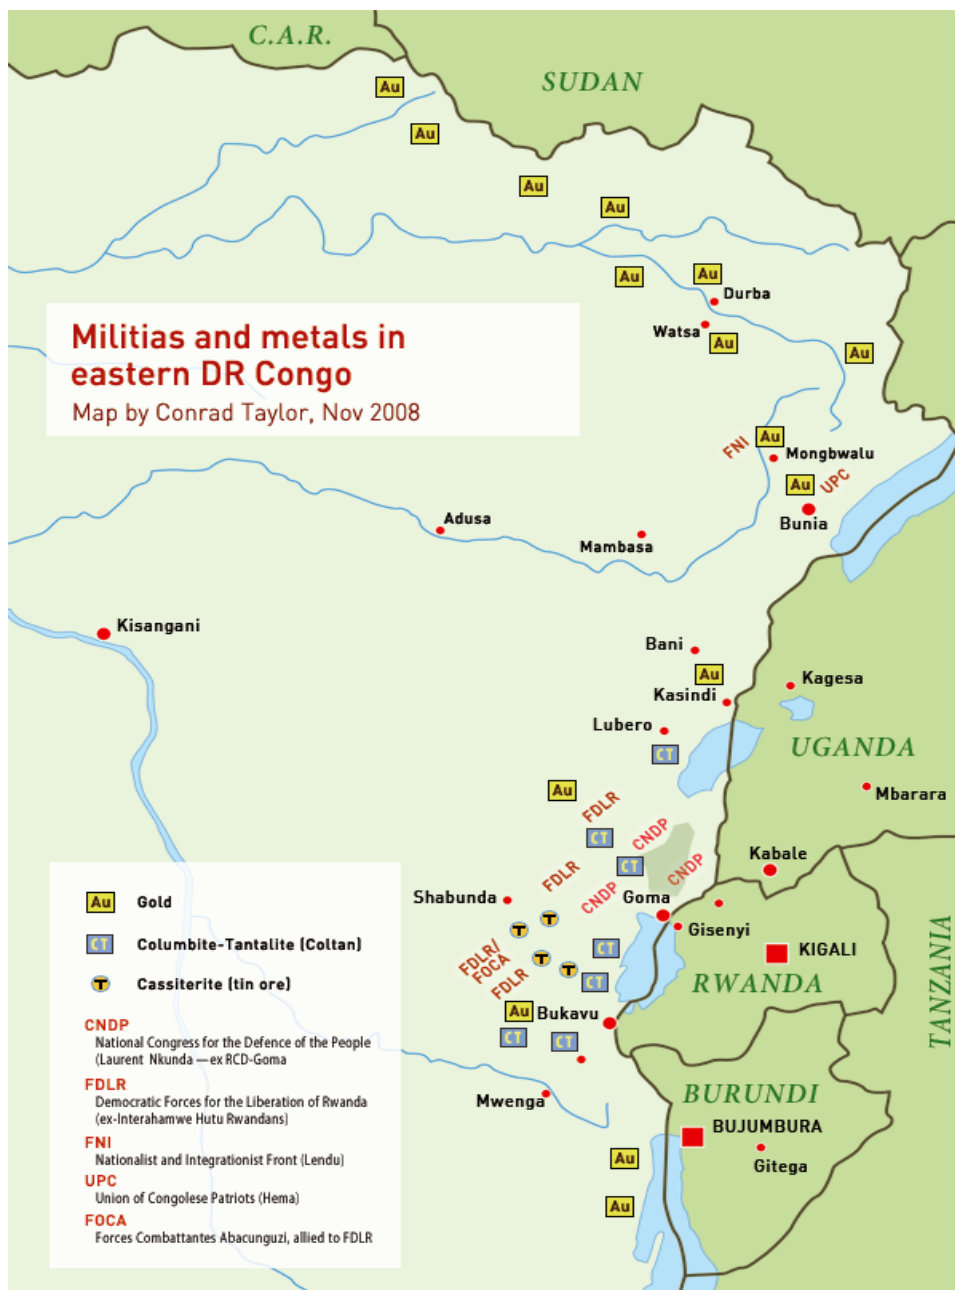 C.A.R.
SUDAN
Au
Au
Au
Au
Au
Au
Durba
Watsa
Au
Au
Militias and metals in
eastern DR Congo
Map by Conrad Taylor, Nov 2008
FNI
Au
Mongbwalu
Au
UPC
Bunia
Adusa
Mambasa
Kisangani
Bani
Au
Kasindi
Kagesa
Lubero
CT
UGANDA
Mbarara
Au
FDLR
CT
CNDP
CT
CNDP
Kabale
FDLR
CNDP
Goma
Shabunda
Gisenyi
T
T
FDLR/
FOCA
CT
T
T
FDLR
CT
KIGALI
RWANDA
TANZANIA
Au
Bukavu
CT
CT
Mwenga
BURUNDI
BUJUMBURA
Gitega
Au
Au
Au Gold
CT Columbite-Tantalite (Coltan)
T Cassiterite (tin ore)
CNDP
National Congress for the Defence of the People
(Laurent Nkunda — ex RCD-Goma
FDLR
Democratic Forces for the Liberation of Rwanda
(ex-Interahamwe Hutu Rwandans)
FNI
Nationalist and Integrationist Front (Lendu)
UPC
Union of Congolese Patriots (Hema)
FOCA
Forces Combattantes Abacunguzi, allied to FDLR